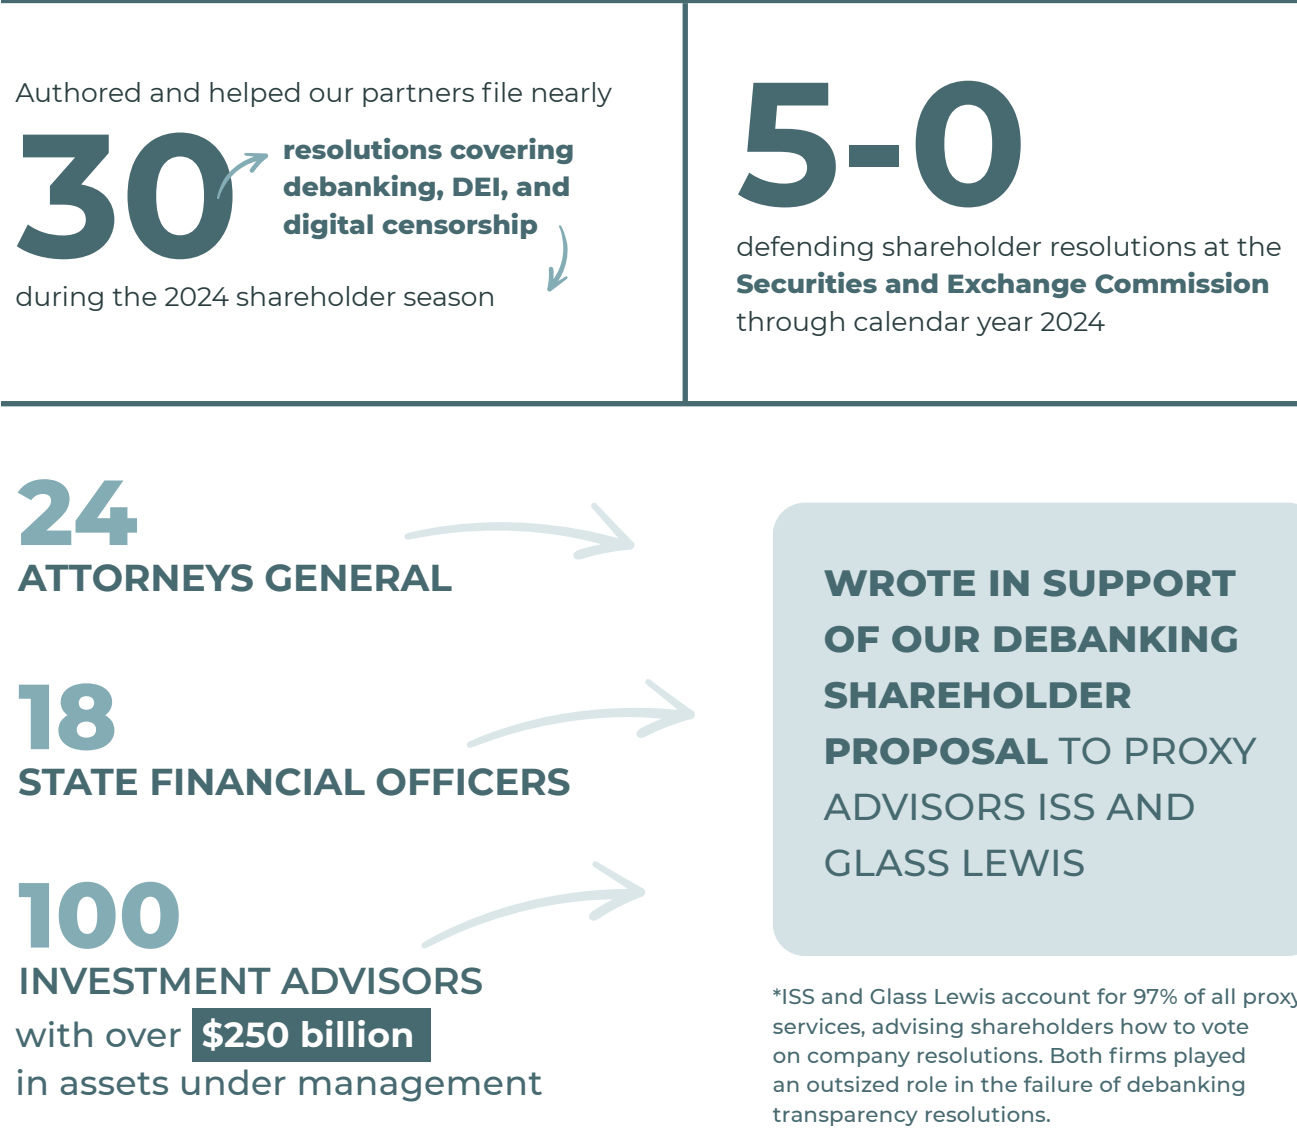 Authored and helped our partners file nearly
30
resolutions covering
debanking, DEI, and
digital censorship
during the 2024 shareholder season
5-0
defending shareholder resolutions at the
Securities and Exchange Commission
through calendar year 2024
24
ATTORNEYS GENERAL
18
STATE FINANCIAL OFFICERS
100
INVESTMENT ADVISORS
with over $250 billion
in assets under management
WROTE IN SUPPORT
OF OUR DEBANKING
SHAREHOLDER
PROPOSAL TO PROXY
ADVISORS ISS AND
GLASS LEWIS
*ISS and Glass Lewis account for 97% of all proxy
services, advising shareholders how to vote
on company resolutions. Both firms played
an outsized role in the failure of debanking
transparency resolutions.